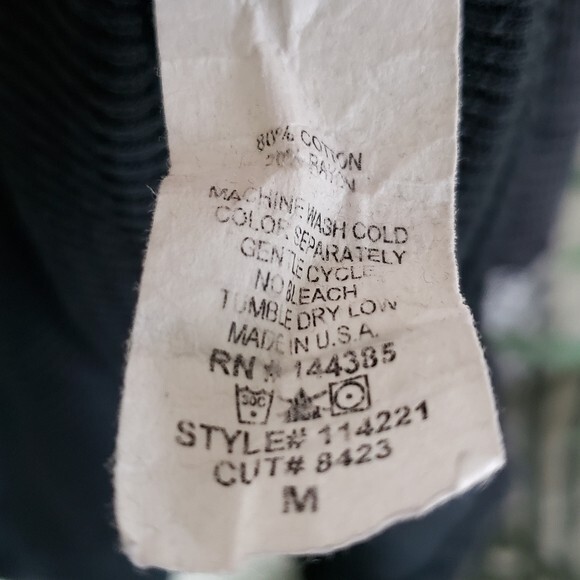 80% COTTON
20% RAYON
MACHINE WASH COLD
COLOR SEPARATELY
GENTLE CYCLE
NO BLEACH
TUMBLE DRY LOW
MADE IN U.S.A.
RN # 144385
30C
STYLE# 114221
CUT# 8423
M